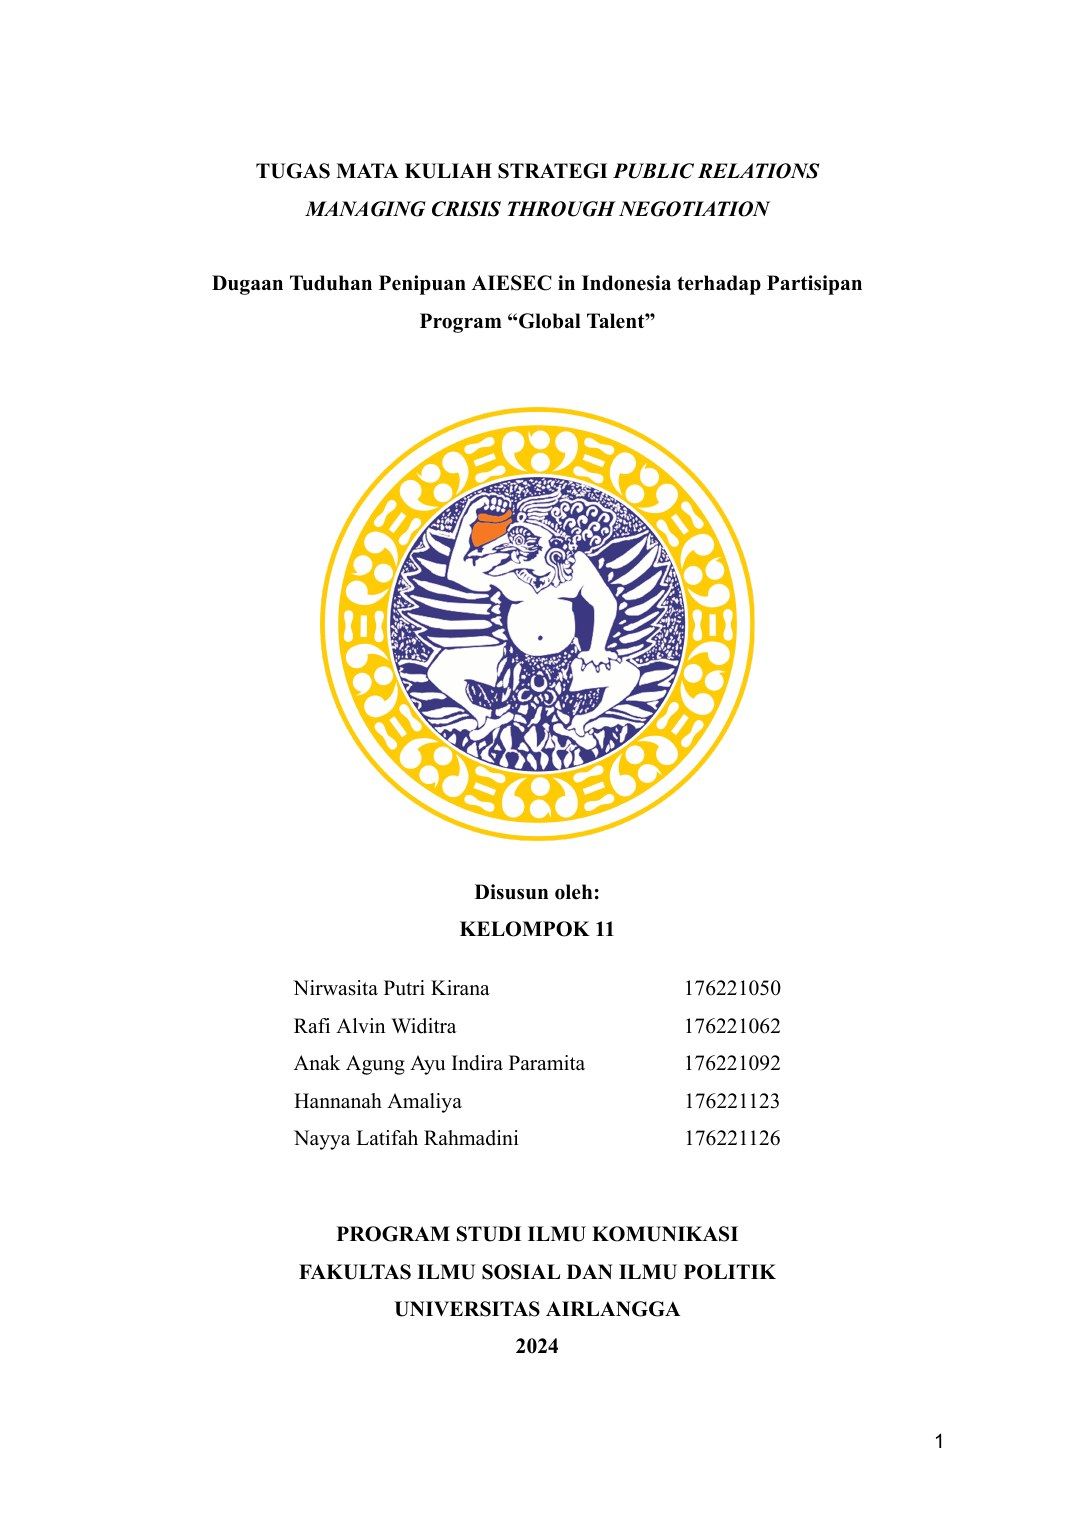 TUGAS MATA KULIAH STRATEGI PUBLIC RELATIONS
MANAGING CRISIS THROUGH NEGOTIATION
Dugaan Tuduhan Penipuan AIESEC in Indonesia terhadap Partisipan
Program “Global Talent”
Disusun oleh:
KELOMPOK 11
Nirwasita Putri Kirana 176221050
Rafi Alvin Widitra 176221062
Anak Agung Ayu Indira Paramita 176221092
Hannanah Amaliya 176221123
Nayya Latifah Rahmadini 176221126
PROGRAM STUDI ILMU KOMUNIKASI
FAKULTAS ILMU SOSIAL DAN ILMU POLITIK
UNIVERSITAS AIRLANGGA
2024
1